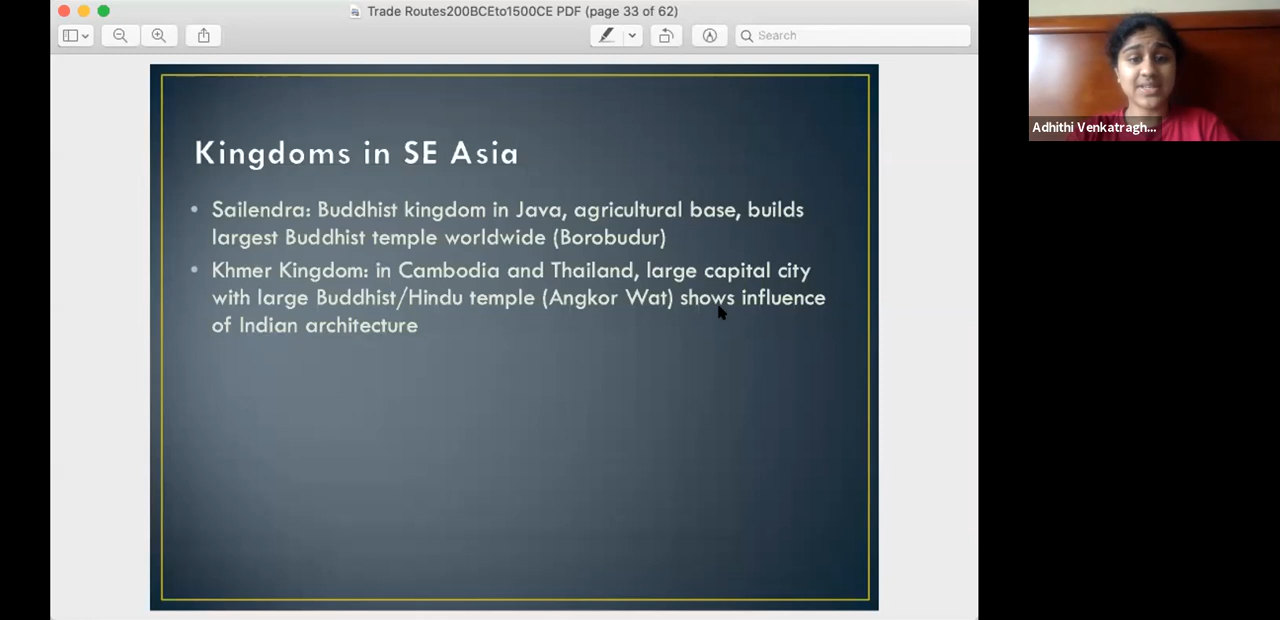 Trade Routes200BCEto1500CE PDF (page 33 of 62)
Search
Adhithi Venkatragh...
Kingdoms in SE Asia
• Sailendra: Buddhist kingdom in Java, agricultural base, builds
largest Buddhist temple worldwide (Borobudur)
• Khmer Kingdom: in Cambodia and Thailand, large capital city
with large Buddhist/Hindu temple (Angkor Wat) shows influence
of Indian architecture